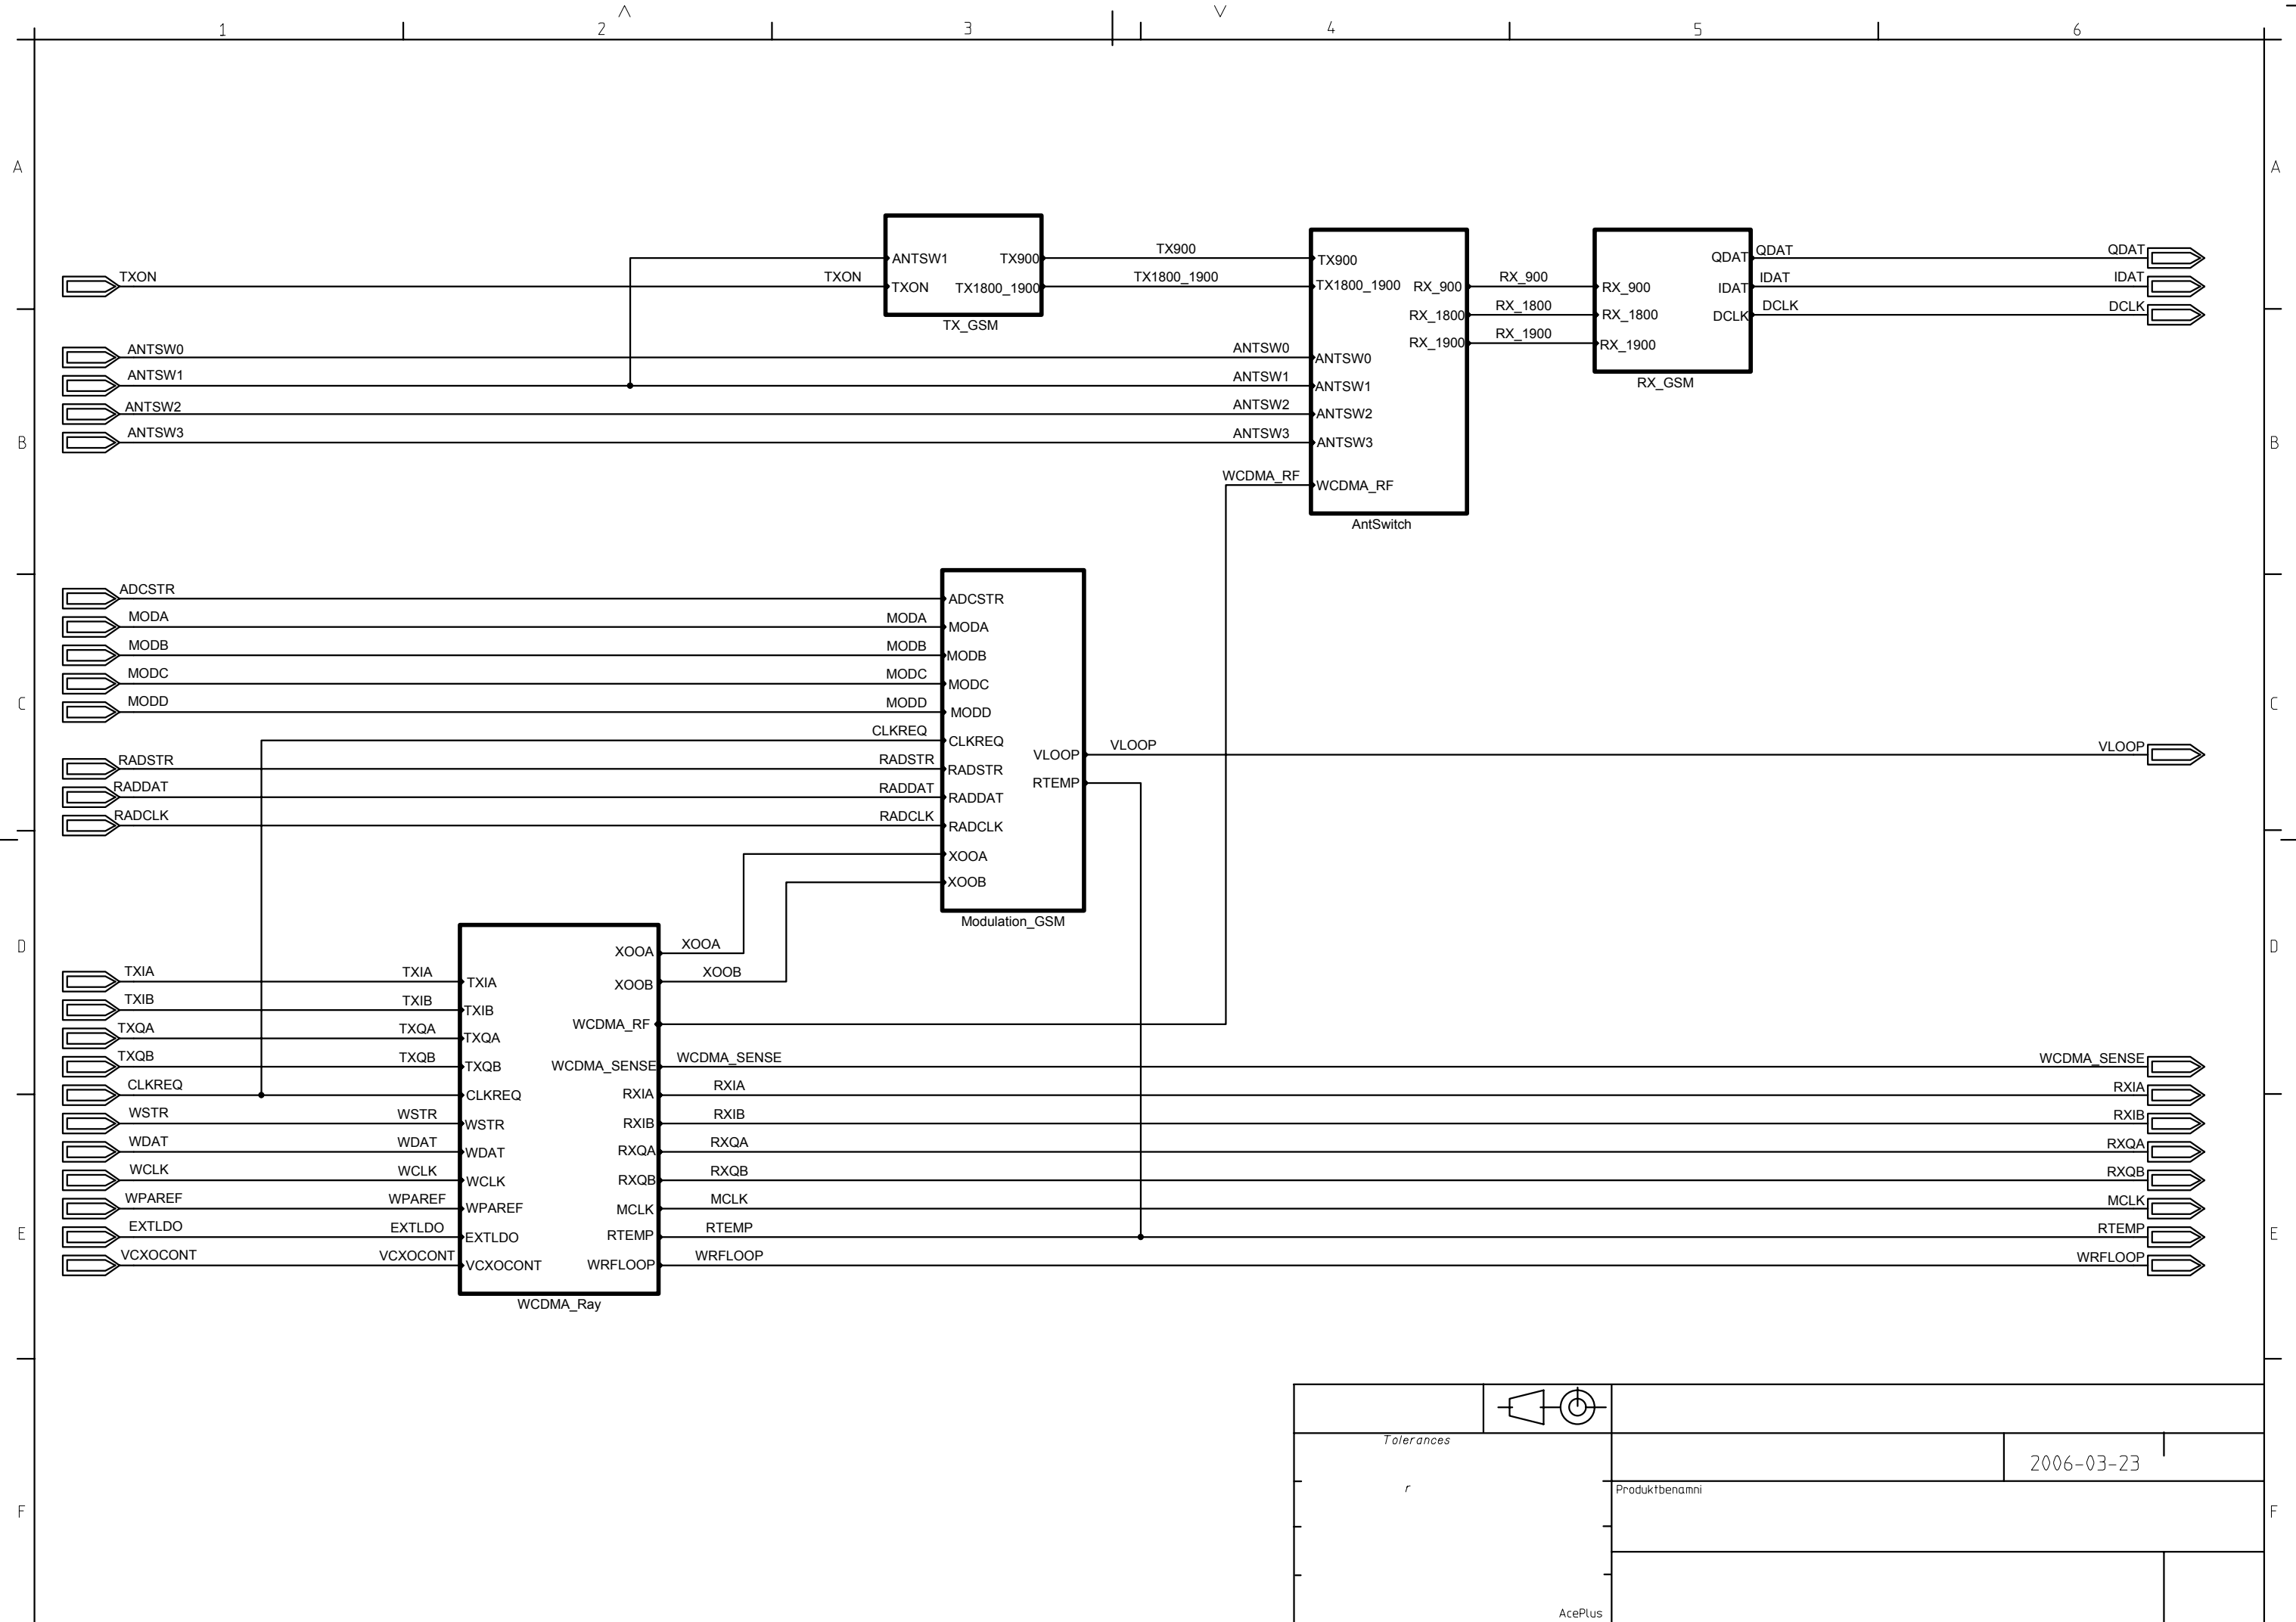 1 2 3 4 5 6
A A
ANTSW1 TX900 TX900 TX900 QDAT QDAT QDAT
TXON TXON TXON TX1800_1900 TX1800_1900 TX1800_1900 RX_900 RX_900 RX_900 IDAT IDAT IDAT
RX_1800 RX_1800 RX_1800 DCLK DCLK DCLK
TX_GSM
RX_1900 RX_1900 RX_1900
ANTSW0 ANTSW0 ANTSW0
ANTSW1 ANTSW1 ANTSW1
RX_GSM
ANTSW2 ANTSW2 ANTSW2
ANTSW3 ANTSW3 ANTSW3
B B
WCDMA_RF WCDMA_RF
AntSwitch
ADCSTR ADCSTR
MODA MODA MODA
MODB MODB MODB
MODC MODC MODC
MODD MODD MODD
C C
CLKREQ CLKREQ
VLOOP VLOOP VLOOP
RADSTR RADSTR RADSTR
RTEMP
RADDAT RADDAT RADDAT
RADCLK RADCLK RADCLK
XOOA
XOOB
Modulation_GSM
D D
XOOA XOOA
XOOB XOOB
TXIA TXIA TXIA
TXIB TXIB TXIB
WCDMA_RF
TXQA TXQA TXQA
TXQB TXQB TXQB WCDMA_SENSE WCDMA_SENSE WCDMA_SENSE
CLKREQ CLKREQ RXIA RXIA RXIA
WSTR WSTR WSTR RXIB RXIB RXIB
WDAT WDAT WDAT RXQA RXQA RXQA
WCLK WCLK WCLK RXQB RXQB RXQB
WPAREF WPAREF WPAREF MCLK MCLK MCLK
E E
EXTLDO EXTLDO EXTLDO RTEMP RTEMP RTEMP
VCXOCONT VCXOCONT VCXOCONT WRFLOOP WRFLOOP WRFLOOP
WCDMA_Ray
Tolerances
2006-03-23
r
Produktbenamni
F F
AcePlus